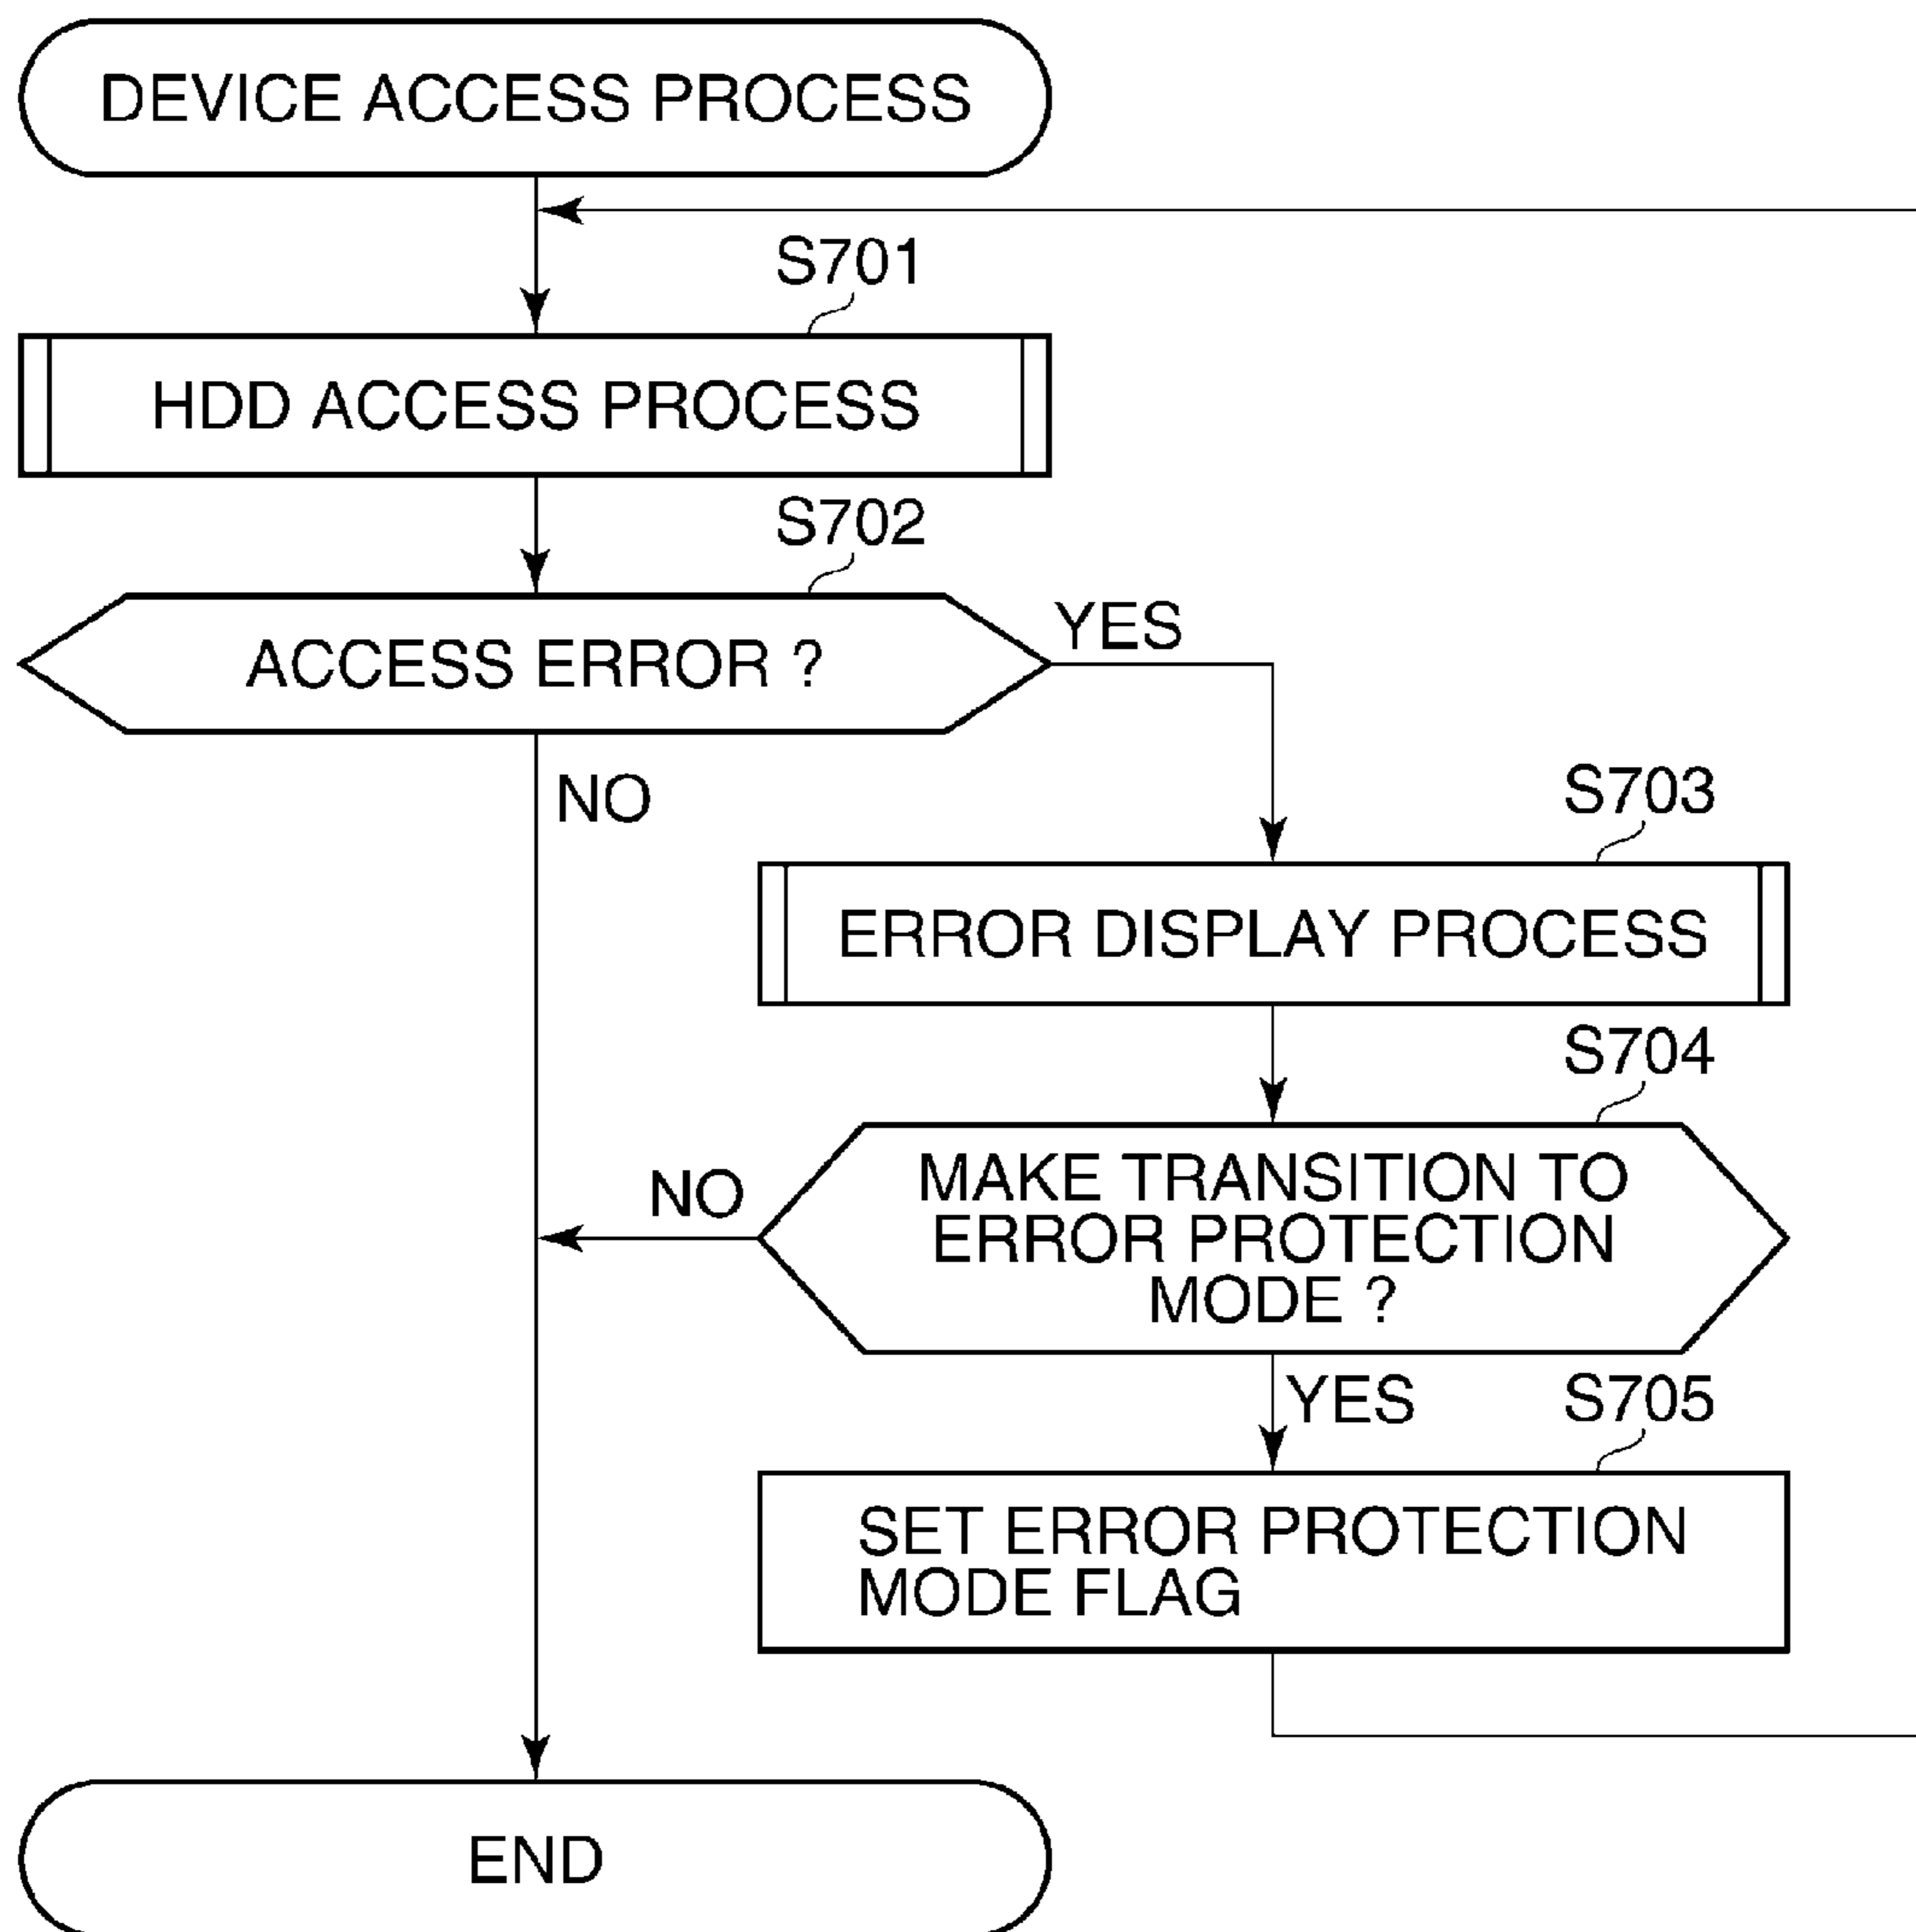 DEVICE ACCESS PROCESS
S701
HDD ACCESS PROCESS
S702
ACCESS ERROR ?
YES
NO
S703
ERROR DISPLAY PROCESS
S704
MAKE TRANSITION TO
ERROR PROTECTION
MODE ?
NO
YES
S705
SET ERROR PROTECTION
MODE FLAG
END